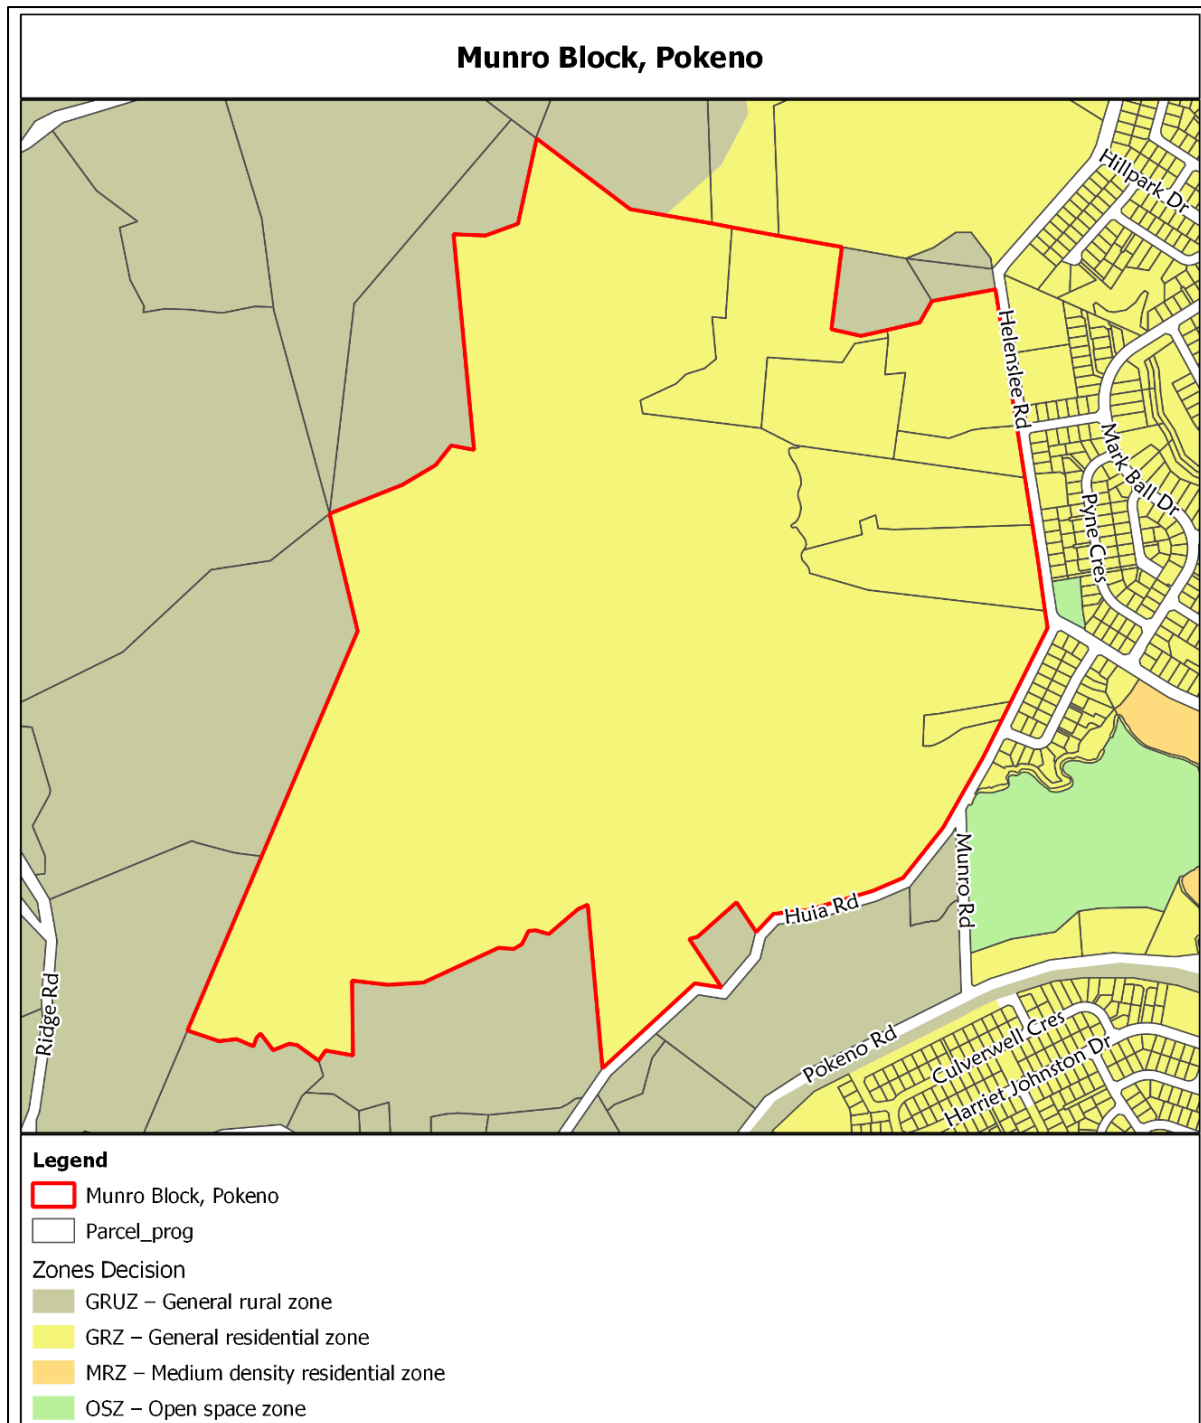 Munro Block, Pokeno
Hillpark Dr
Helenslee Rd
Mark Ball Dr
Pyne Cres
Munro Rd
Huia Rd
Ridge Rd
Pokeno Rd
Culverwell Cres
Harriet Johnston Dr
Legend
Munro Block, Pokeno
Parcel_prog
Zones Decision
GRUZ – General rural zone
GRZ – General residential zone
MRZ – Medium density residential zone
OSZ – Open space zone